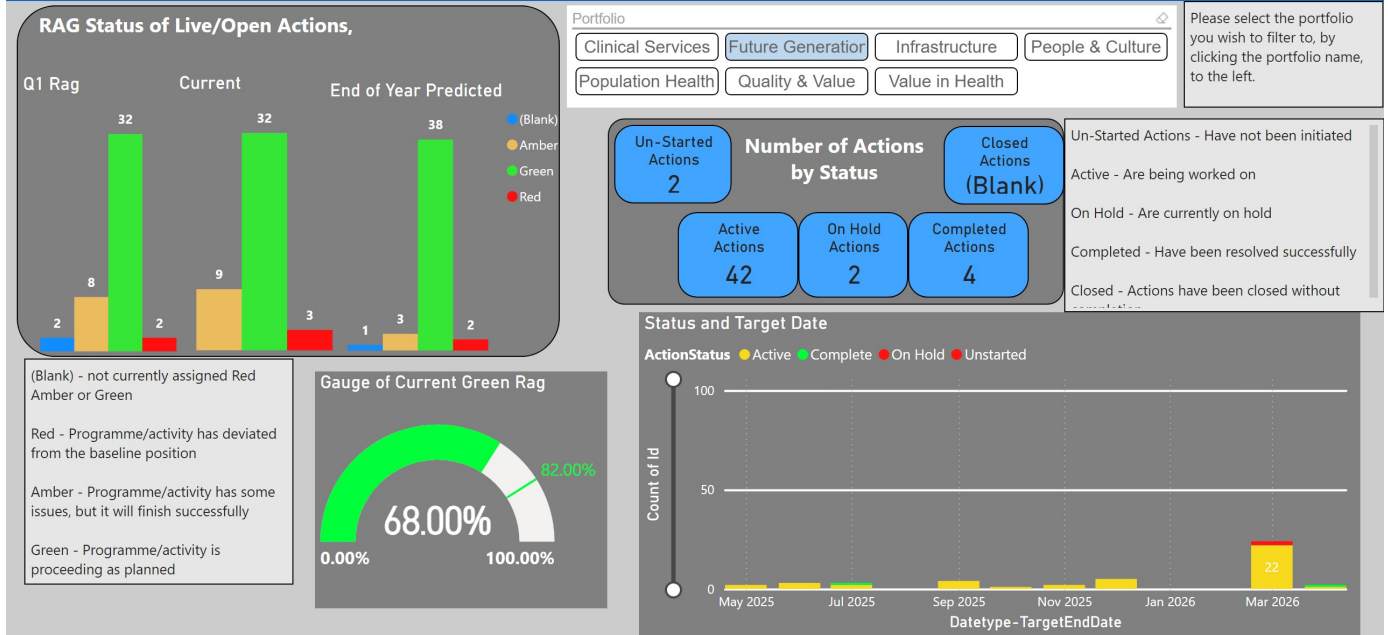 RAG Status of Live/Open Actions,
Q1 Rag
Current
End of Year Predicted
2
8
32
2
9
32
3
1
3
38
2
(Blank)
Amber
Green
Red
Portfolio
Clinical Services
Future Generation
Infrastructure
People & Culture
Population Health
Quality & Value
Value in Health
Please select the portfolio
you wish to filter to, by
clicking the portfolio name,
to the left.
Number of Actions
by Status
Un-Started
Actions
2
Closed
Actions
(Blank)
Active
Actions
42
On Hold
Actions
2
Completed
Actions
4
Un-Started Actions - Have not been initiated
Active - Are being worked on
On Hold - Are currently on hold
Completed - Have been resolved successfully
Closed - Actions have been closed without
(Blank) - not currently assigned Red
Amber or Green
Red - Programme/activity has deviated
from the baseline position
Amber - Programme/activity has some
issues, but it will finish successfully
Green - Programme/activity is
proceeding as planned
Gauge of Current Green Rag
82.00%
68.00%
0.00%
100.00%
Status and Target Date
ActionStatus Active Complete On Hold Unstarted
Count of Id
100
50
0
22
May 2025
Jul 2025
Sep 2025
Nov 2025
Jan 2026
Mar 2026
Datetype-TargetEndDate